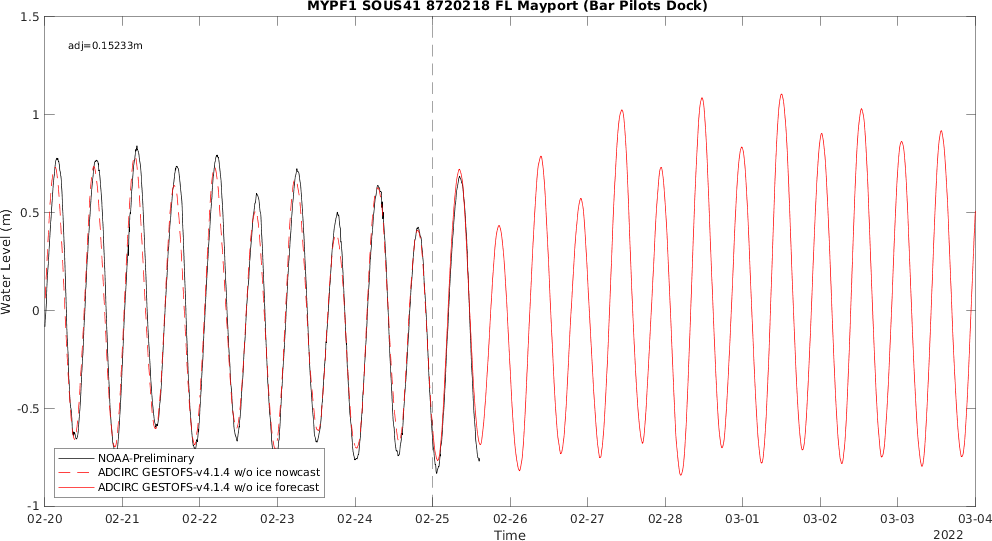 MYPF1 SOUS41 8720218 FL Mayport (Bar Pilots Dock)
1.5
adj=0.15233m
1
0.5
Water Level (m)
0
-0.5
NOAA-Preliminary
ADCIRC GESTOFS-v4.1.4 w/o ice nowcast
ADCIRC GESTOFS-v4.1.4 w/o ice forecast
-1
02-20 02-21 02-22 02-23 02-24 02-25 02-26 02-27 02-28 03-01 03-02 03-03 03-04
Time
2022